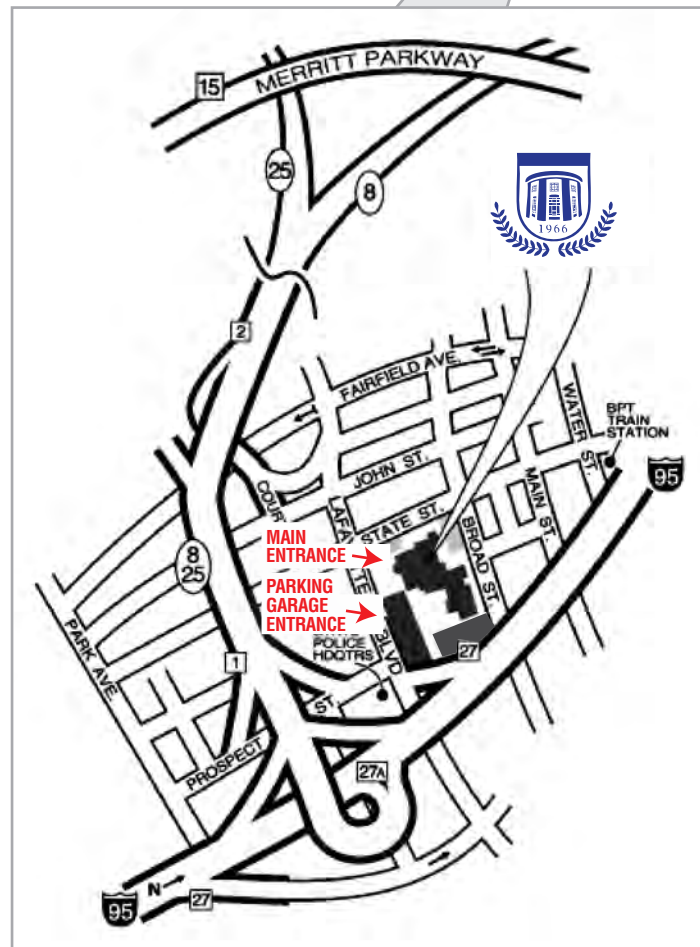 MERRITT PARKWAY
15
25
8
1966
2
FAIRFIELD AVE.
WATER ST.
BPT
TRAIN
STATION
95
JOHN ST.
MAIN ST.
STATE ST.
BROAD ST.
MAIN
ENTRANCE
8
25
PARKING
GARAGE
ENTRANCE
PARK AVE.
BLVD
POLICE
HDQTRS
27
1
ST.
PROSPECT
27A
N
27
95